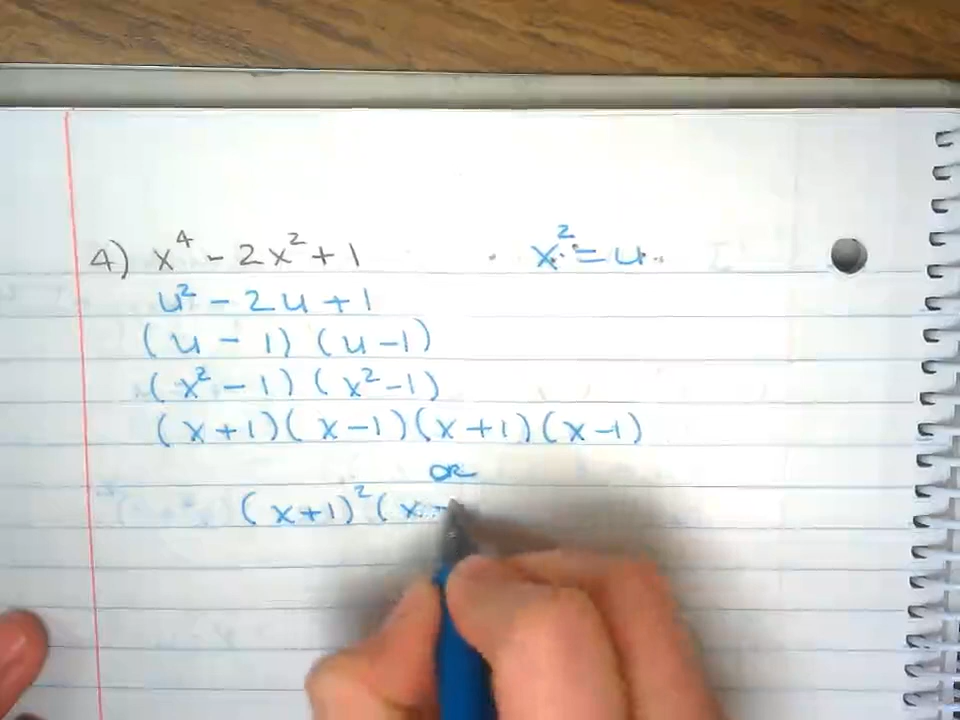 4) x⁴ - 2x² + 1 x² = u
u² - 2u + 1
(u - 1) (u - 1)
(x² - 1) (x² - 1)
(x + 1)(x - 1)(x + 1)(x - 1)
OR
(x + 1)² (x -